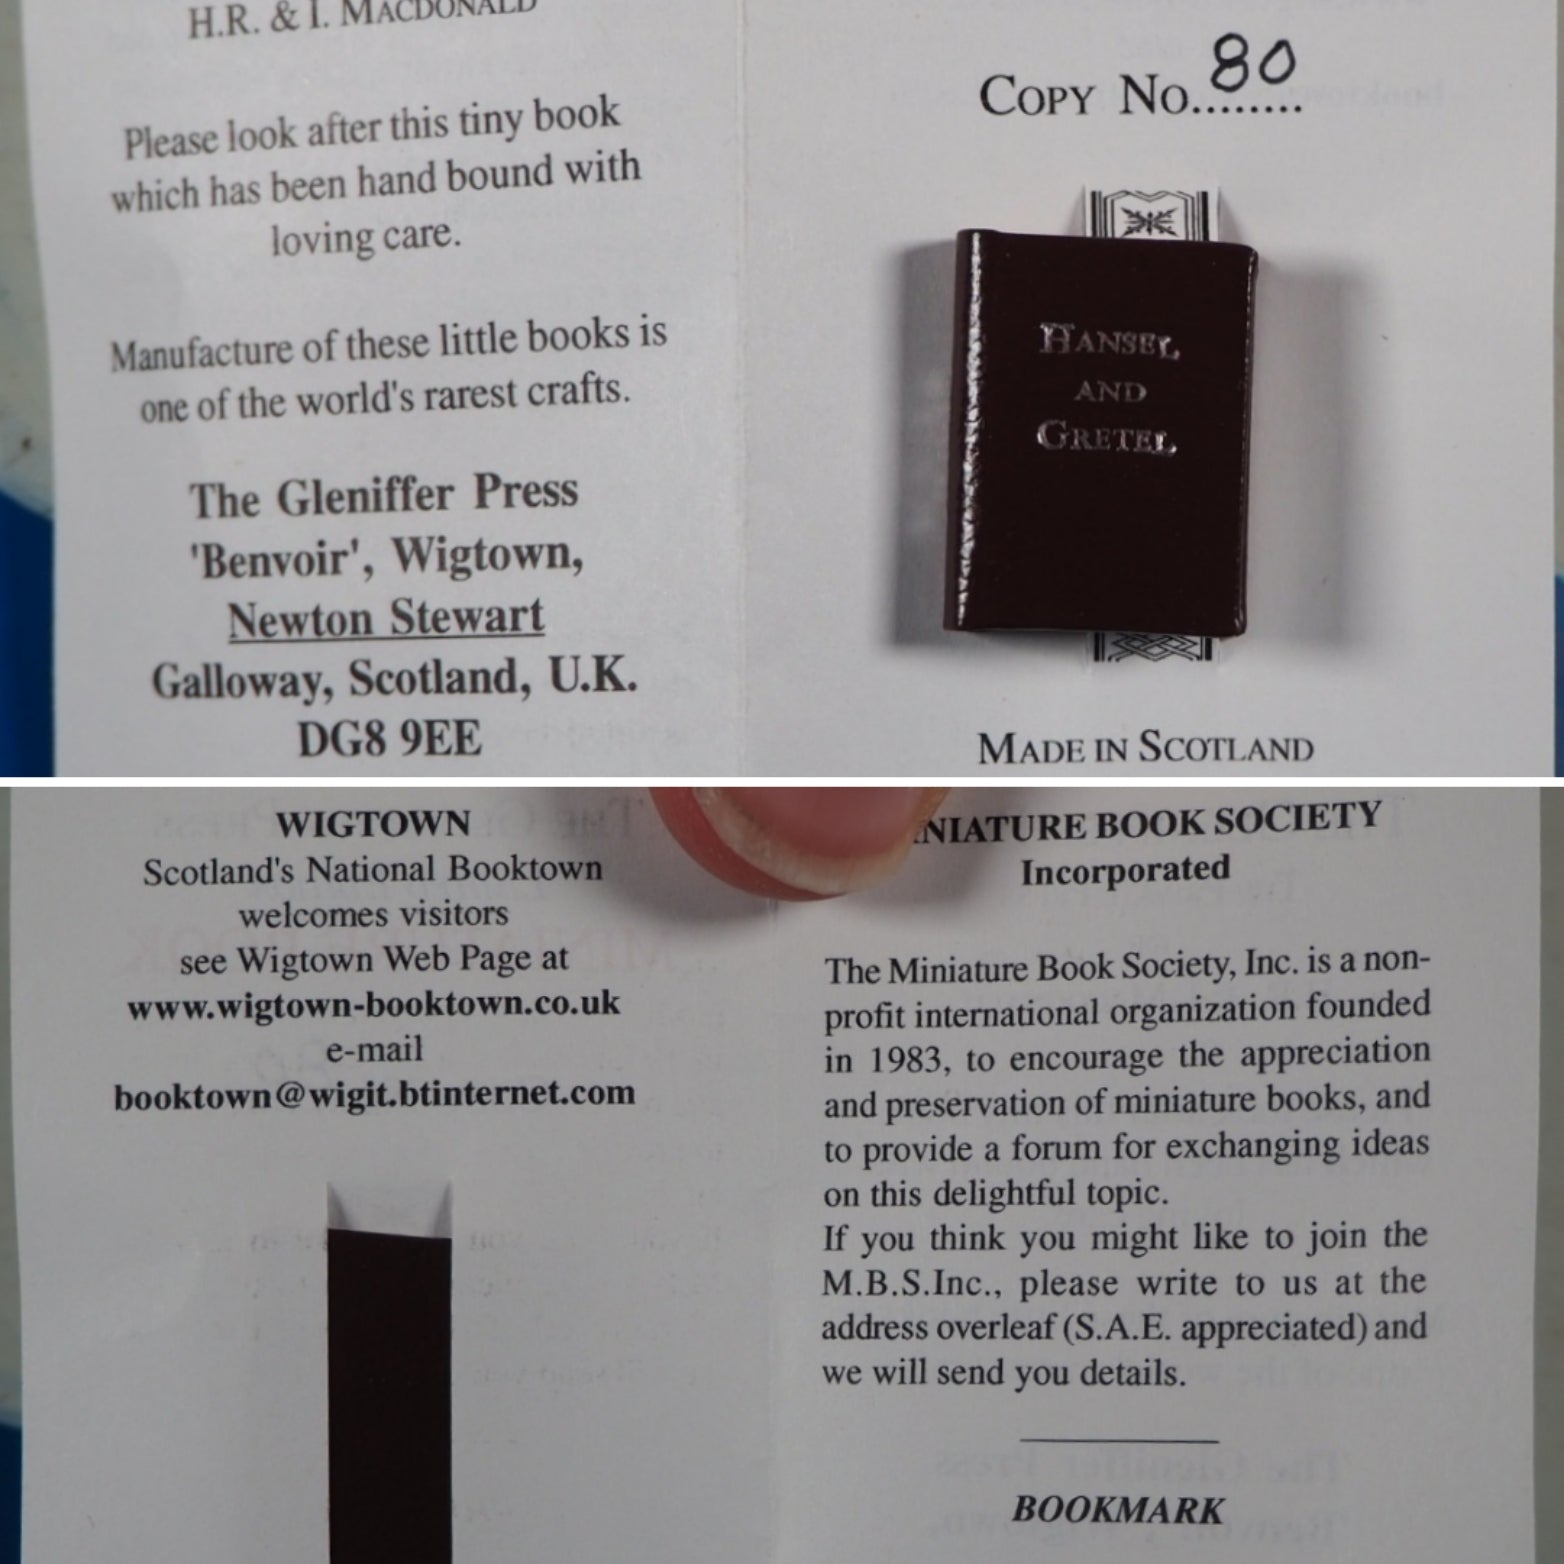 H.R. & I. MACDONALD
Please look after this tiny book
which has been hand bound with
loving care.
Manufacture of these little books is
one of the world's rarest crafts.
The Gleniffer Press
'Benvoir', Wigtown,
Newton Stewart
Galloway, Scotland, U.K.
DG8 9EE
COPY No........ 80
HANSEL
AND
GRETEL
MADE IN SCOTLAND
WIGTOWN
Scotland's National Booktown
welcomes visitors
see Wigtown Web Page at
www.wigtown-booktown.co.uk
e-mail
booktown@wigit.btinternet.com
NIATURE BOOK SOCIETY
Incorporated
The Miniature Book Society, Inc. is a non-
profit international organization founded
in 1983, to encourage the appreciation
and preservation of miniature books, and
to provide a forum for exchanging ideas
on this delightful topic.
If you think you might like to join the
M.B.S.Inc., please write to us at the
address overleaf (S.A.E. appreciated) and
we will send you details.
BOOKMARK